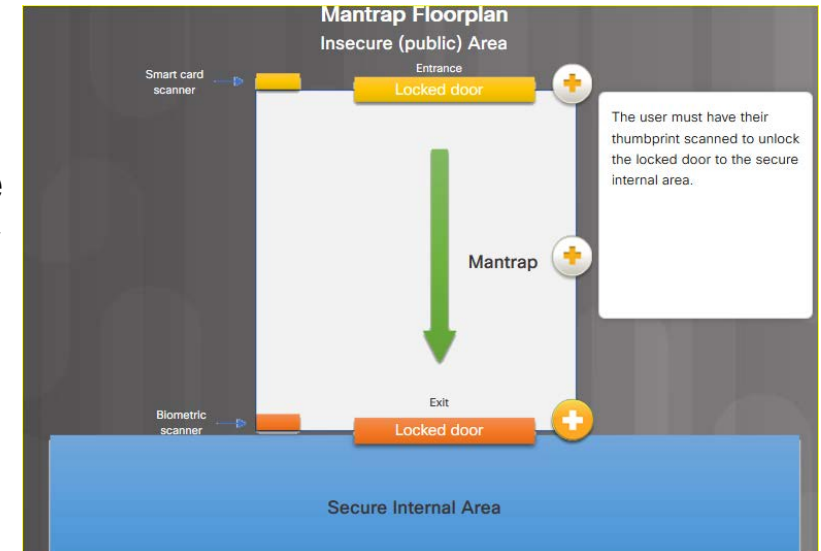 Mantrap Floorplan
Insecure (public) Area
Smart card
scanner
Entrance
Locked door
The user must have their
thumbprint scanned to unlock
the locked door to the secure
internal area.
Mantrap
Exit
Biometric
scanner
Locked door
Secure Internal Area